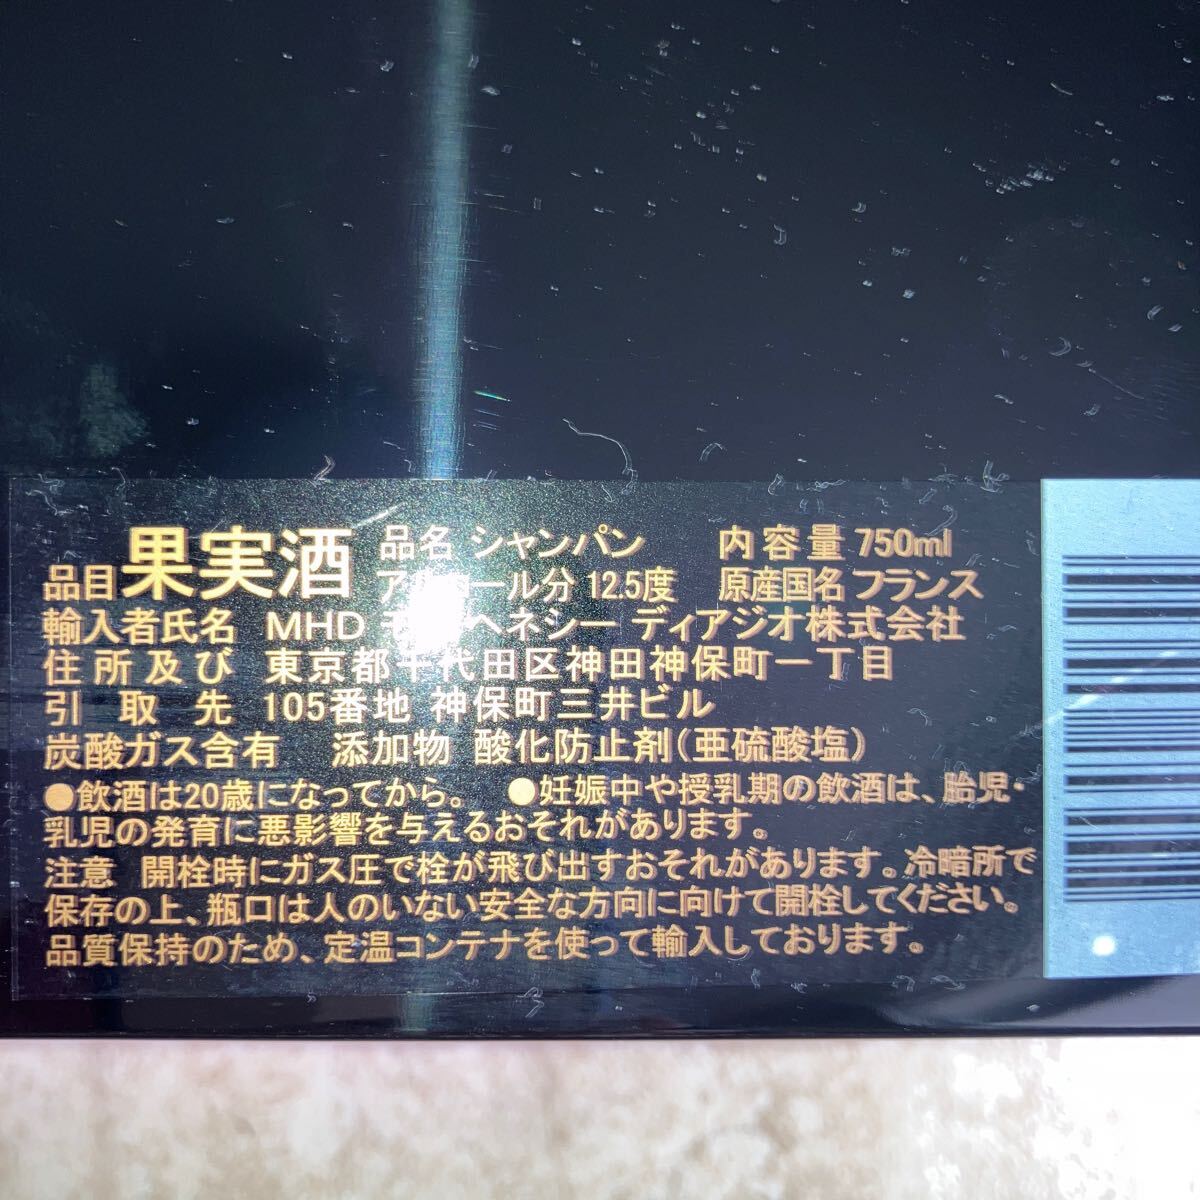 品目 果実酒 品名 シャンパン 内容量 750ml
ール分 12.5度 原産国名 フランス
輸入者氏名 MHD ヘネシー ディアジオ株式会社
住所及び 東京都千代田区神田神保町一丁目
引取先 105番地 神保町三井ビル
炭酸ガス含有 添加物 酸化防止剤(亜硫酸塩)
●飲酒は20歳になってから。 ●妊娠中や授乳期の飲酒は、胎児・
乳児の発育に悪影響を与えるおそれがあります。
注意 開栓時にガス圧で栓が飛び出すおそれがあります。冷暗所で
保存の上、瓶口は人のいない安全な方向に向けて開栓してください。
品質保持のため、定温コンテナを使って輸入しております。